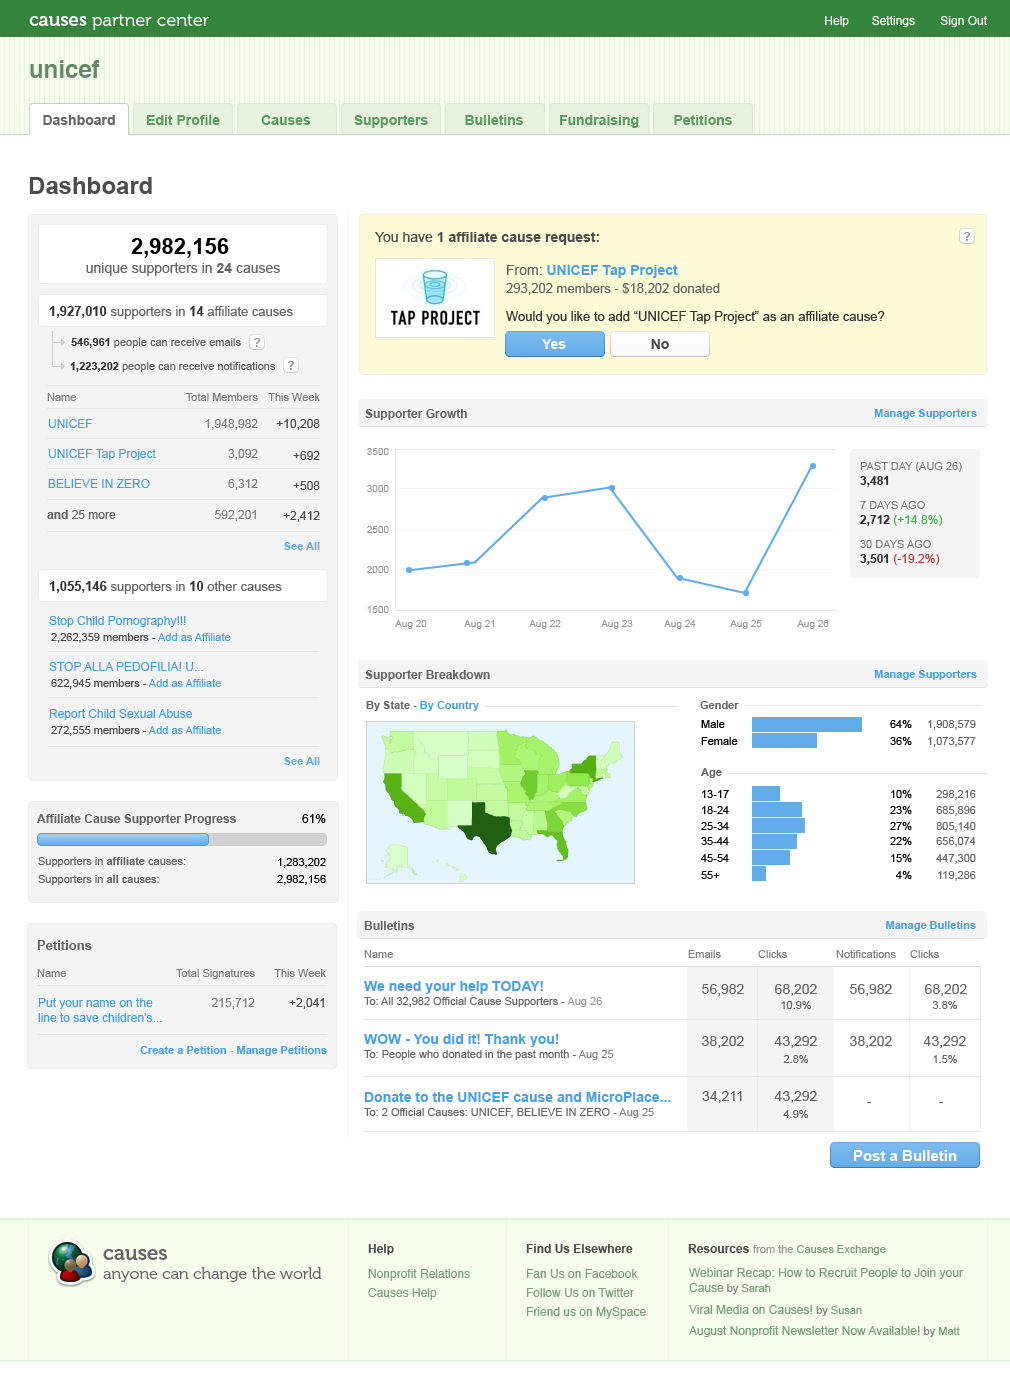 causes partner center
Help Settings Sign Out
unicef
Dashboard Edit Profile Causes Supporters Bulletins Fundraising Petitions
Dashboard
2,982,156
unique supporters in 24 causes
1,927,010 supporters in 14 affiliate causes
546,961 people can receive emails ?
1,223,202 people can receive notifications ?
Name Total Members This Week
UNICEF 1,948,982 +10,208
UNICEF Tap Project 3,092 +692
BELIEVE IN ZERO 6,312 +508
and 25 more 592,201 +2,412
See All
1,055,146 supporters in 10 other causes
Stop Child Pornography!!!
2,262,359 members - Add as Affiliate
STOP ALLA PEDOFILIA! U...
622,945 members - Add as Affiliate
Report Child Sexual Abuse
272,555 members - Add as Affiliate
See All
Affiliate Cause Supporter Progress 61%
Supporters in affiliate causes: 1,283,202
Supporters in all causes: 2,982,156
Petitions
Name Total Signatures This Week
Put your name on the 215,712 +2,041
line to save children's...
Create a Petition - Manage Petitions
You have 1 affiliate cause request: ?
TAP PROJECT
From: UNICEF Tap Project
293,202 members - $18,202 donated
Would you like to add “UNICEF Tap Project” as an affiliate cause?
Yes No
Supporter Growth Manage Supporters
3500
3000
2500
2000
1500
Aug 20 Aug 21 Aug 22 Aug 23 Aug 24 Aug 25 Aug 26
PAST DAY (AUG 26)
3,481
7 DAYS AGO
2,712 (+14.8%)
30 DAYS AGO
3,501 (-19.2%)
Supporter Breakdown Manage Supporters
By State - By Country
Gender
Male 64% 1,908,579
Female 36% 1,073,577
Age
13-17 10% 298,216
18-24 23% 685,896
25-34 27% 805,140
35-44 22% 656,074
45-54 15% 447,300
55+ 4% 119,286
Bulletins Manage Bulletins
Name Emails Clicks Notifications Clicks
We need your help TODAY! 56,982 68,202 56,982 68,202
To: All 32,982 Official Cause Supporters - Aug 26 10.9% 3.8%
WOW - You did it! Thank you! 38,202 43,292 38,202 43,292
To: People who donated in the past month - Aug 25 2.8% 1.5%
Donate to the UNICEF cause and MicroPlace... 34,211 43,292 - -
To: 2 Official Causes: UNICEF, BELIEVE IN ZERO - Aug 25 4.9%
Post a Bulletin
causes
anyone can change the world
Help
Nonprofit Relations
Causes Help
Find Us Elsewhere
Fan Us on Facebook
Follow Us on Twitter
Friend us on MySpace
Resources from the Causes Exchange
Webinar Recap: How to Recruit People to Join your
Cause by Sarah
Viral Media on Causes! by Susan
August Nonprofit Newsletter Now Available! by Matt